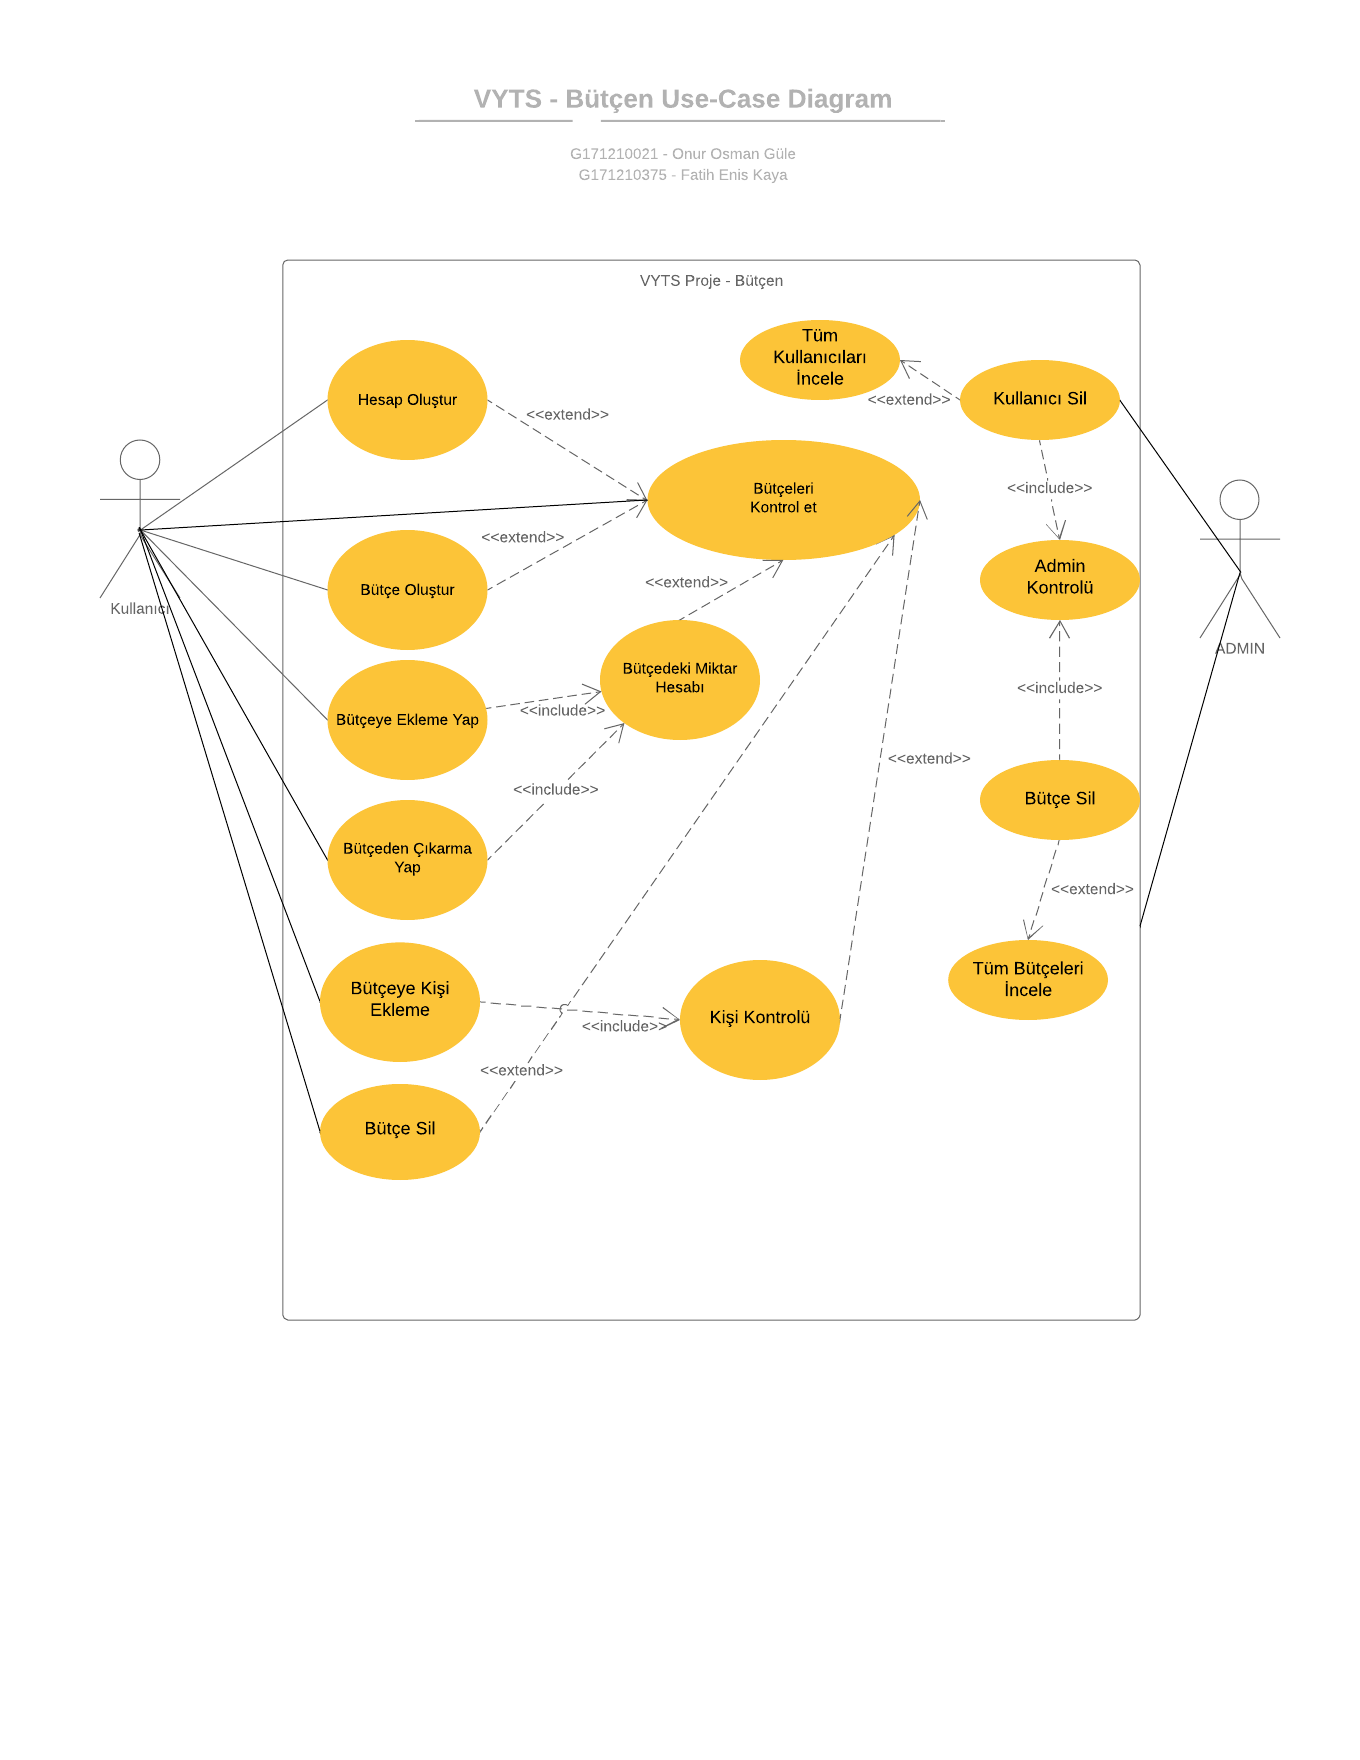 VYTS - Bütçen Use-Case Diagram
G171210021 - Onur Osman Güle
G171210375 - Fatih Enis Kaya
VYTS Proje - Bütçen
Tüm
Kullanıcıları
İncele
Kullanıcı Sil
<<extend>>
Hesap Oluştur
<<extend>>
Bütçeleri
Kontrol et
<<include>>
<<extend>>
Admin
Kontrolü
<<extend>>
Bütçe Oluştur
Kullanıcı
ADMIN
Bütçedeki Miktar
Hesabı
<<include>>
Bütçeye Ekleme Yap
<<include>>
<<extend>>
<<include>>
Bütçe Sil
Bütçeden Çıkarma
Yap
<<extend>>
Tüm Bütçeleri
İncele
Bütçeye Kişi
Ekleme
<<include>>
Kişi Kontrolü
<<extend>>
Bütçe Sil